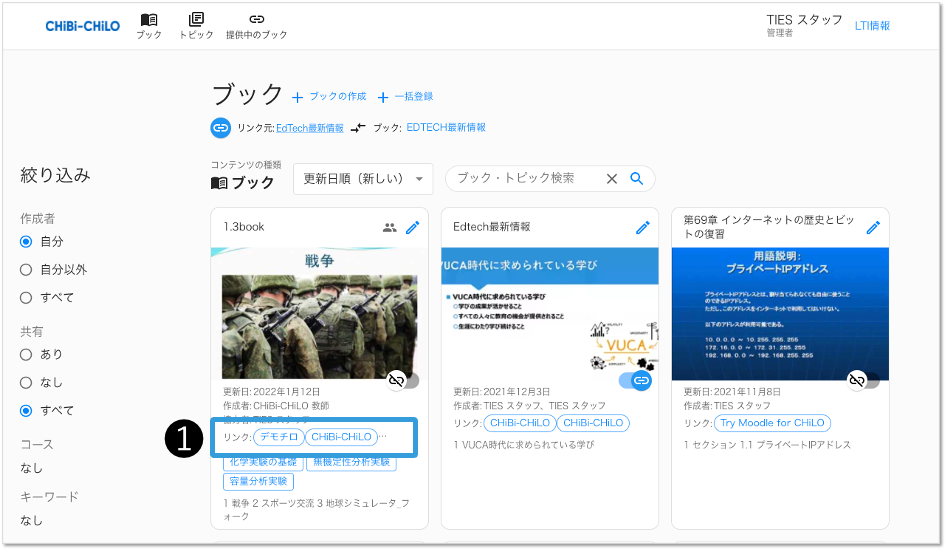 CHiBi-CHiLO
ブック
トピック
提供中のブック
TIES スタッフ
管理者
LTI情報
ブック
ブックの作成
一括登録
リンク元:EdTech最新情報
ブック: EDTECH最新情報
絞り込み
作成者
自分
自分以外
すべて
共有
あり
なし
すべて
コース
なし
キーワード
なし
コンテンツの種類
ブック
更新日順（新しい）
ブック・トピック検索
1
1.3book
戦争
更新日:2022年1月12日
作成者:CHiBi-CHiLO 教師
リンク: デモチロ CHiBi-CHiLO …
化学実験の基礎
無機定性分析実験
容量分析実験
1 戦争 2 スポーツ交流 3 地球シミュレータ_フ
ォーク
Edtech最新情報
VUCA時代に求められている学び
VUCA時代に求められている学び
学びの成果が活かせること
すべての人々に教育の機会が提供されること
生涯にわたり学び続けること
VUCA
更新日:2021年12月3日
作成者:TIES スタッフ、TIES スタッフ
リンク: CHiBi-CHiLO CHiBi-CHiLO
1 VUCA時代に求められている学び
第69章 インターネットの歴史とビッ
トの復習
用語説明:
プライベートIPアドレス
プライベートIPアドレスとは、割り当てられなくても自由に使うこと
のできるIPアドレス。
ただし、このアドレスをインターネットで利用してはいけない。
以下のアドレスが利用可能である。
10. 0. 0. 0 ～ 10. 255. 255. 255
172. 16. 0. 0 ～ 172. 31. 255. 255
192. 168. 0. 0 ～ 192. 168. 255. 255
更新日:2021年11月8日
作成者:TIES スタッフ
リンク: Try Moodle for CHiLO
1 セクション 1.1 プライベートIPアドレス